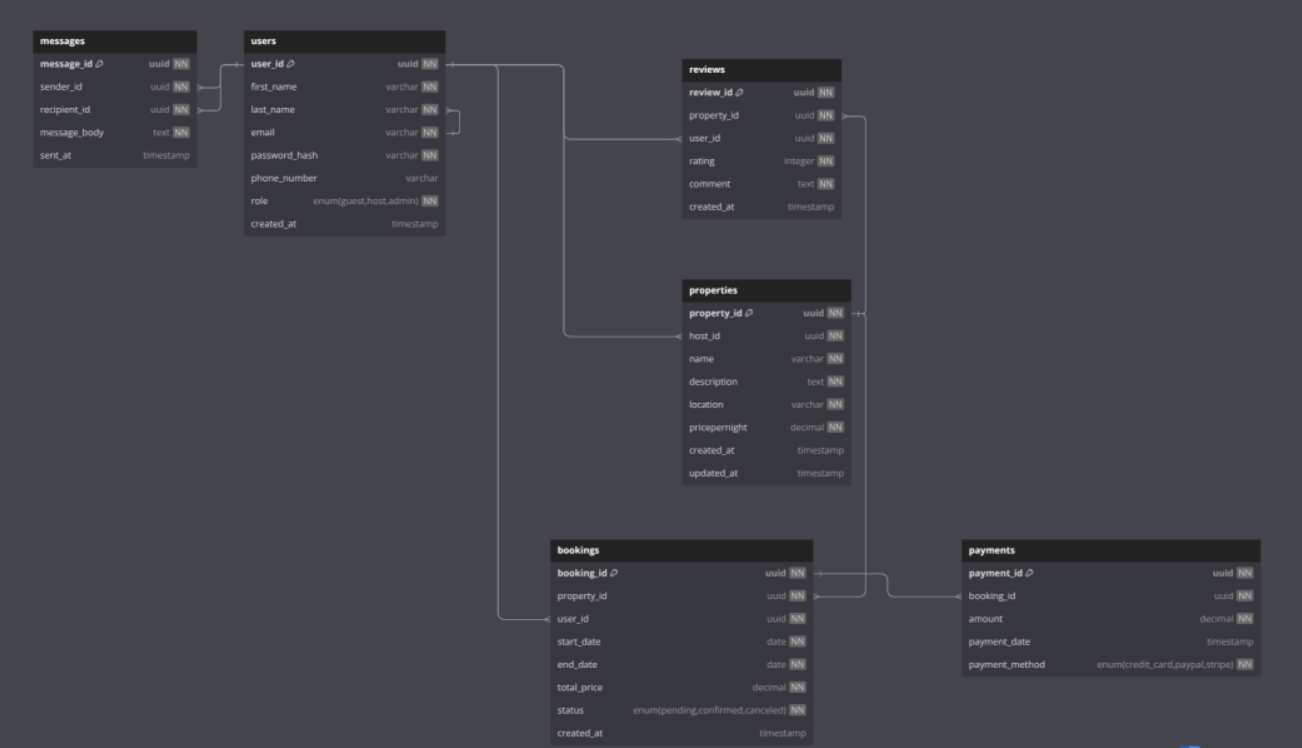 messages
message_id uuid NN
sender_id uuid NN
recipient_id uuid NN
message_body text NN
sent_at timestamp
users
user_id uuid NN
first_name varchar NN
last_name varchar NN
email varchar NN
password_hash varchar NN
phone_number varchar
role enum(guest,host,admin) NN
created_at timestamp
reviews
review_id uuid NN
property_id uuid NN
user_id uuid NN
rating integer NN
comment text NN
created_at timestamp
properties
property_id uuid NN
host_id uuid NN
name varchar NN
description text NN
location varchar NN
pricepernight decimal NN
created_at timestamp
updated_at timestamp
bookings
booking_id uuid NN
property_id uuid NN
user_id uuid NN
start_date date NN
end_date date NN
total_price decimal NN
status enum(pending,confirmed,canceled) NN
created_at timestamp
payments
payment_id uuid NN
booking_id uuid NN
amount decimal NN
payment_date timestamp
payment_method enum(credit_card,paypal,stripe) NN